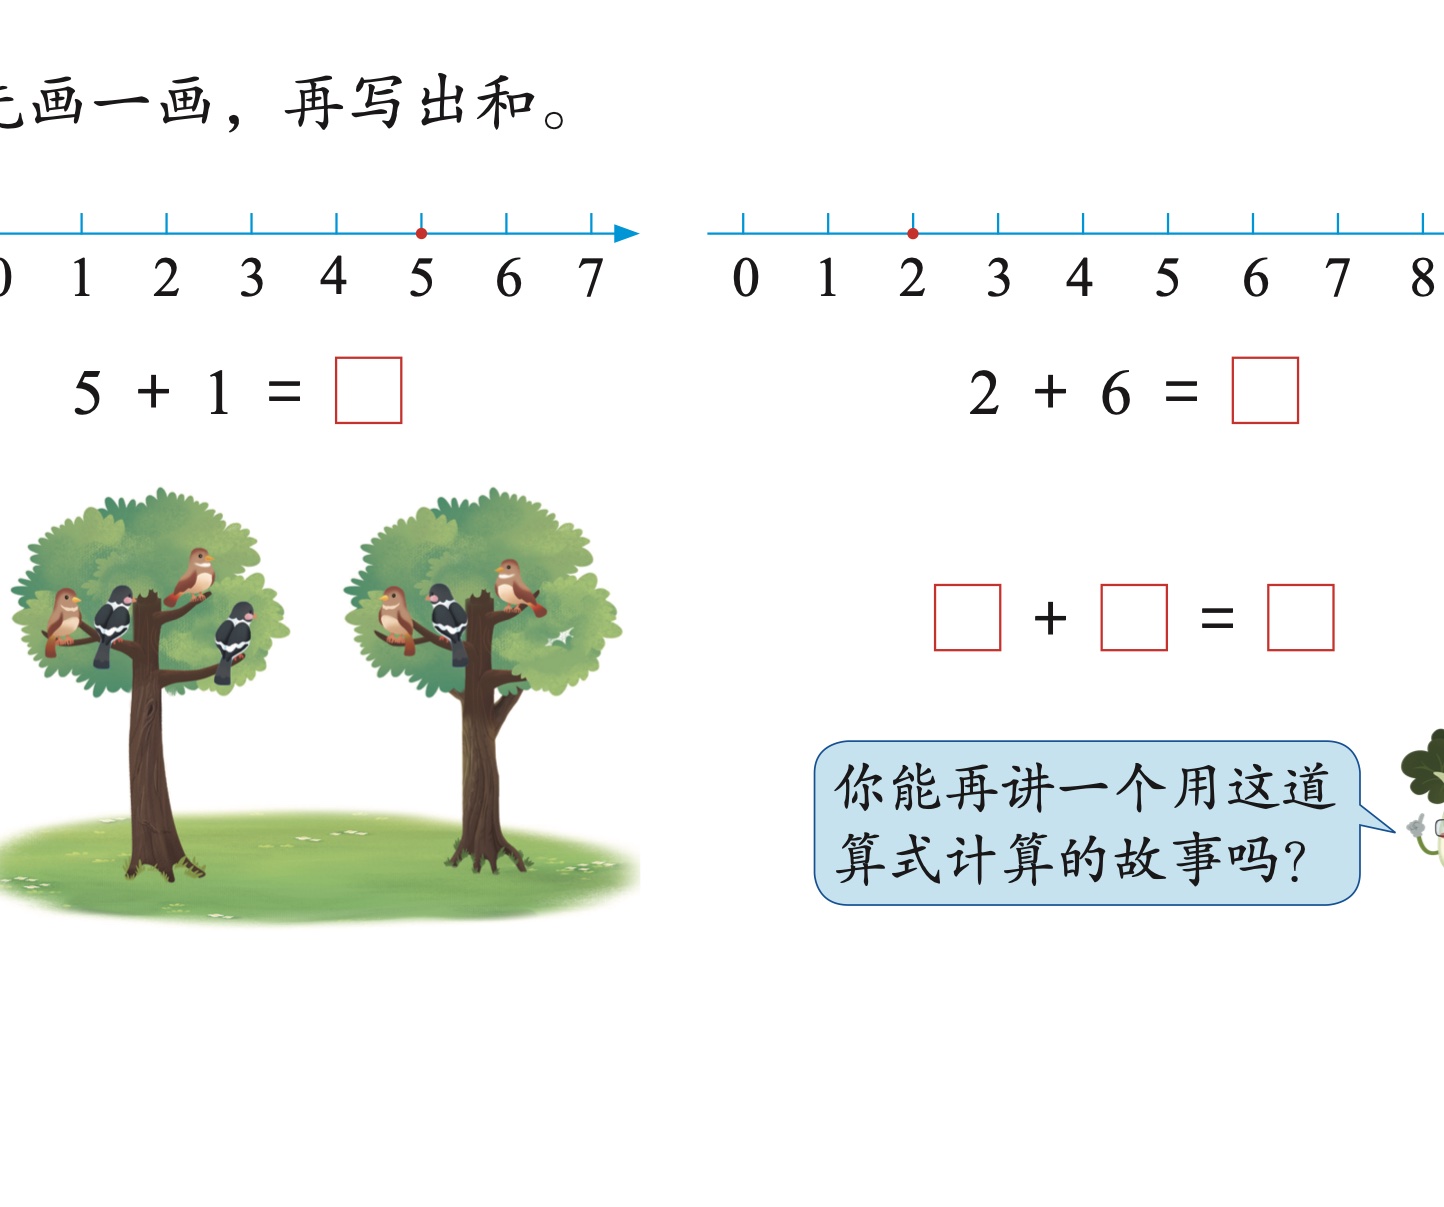 先画一画，再写出和。
0 1 2 3 4 5 6 7
0 1 2 3 4 5 6 7 8
5 + 1 = □
2 + 6 = □
□ + □ = □
你能再讲一个用这道
算式计算的故事吗？